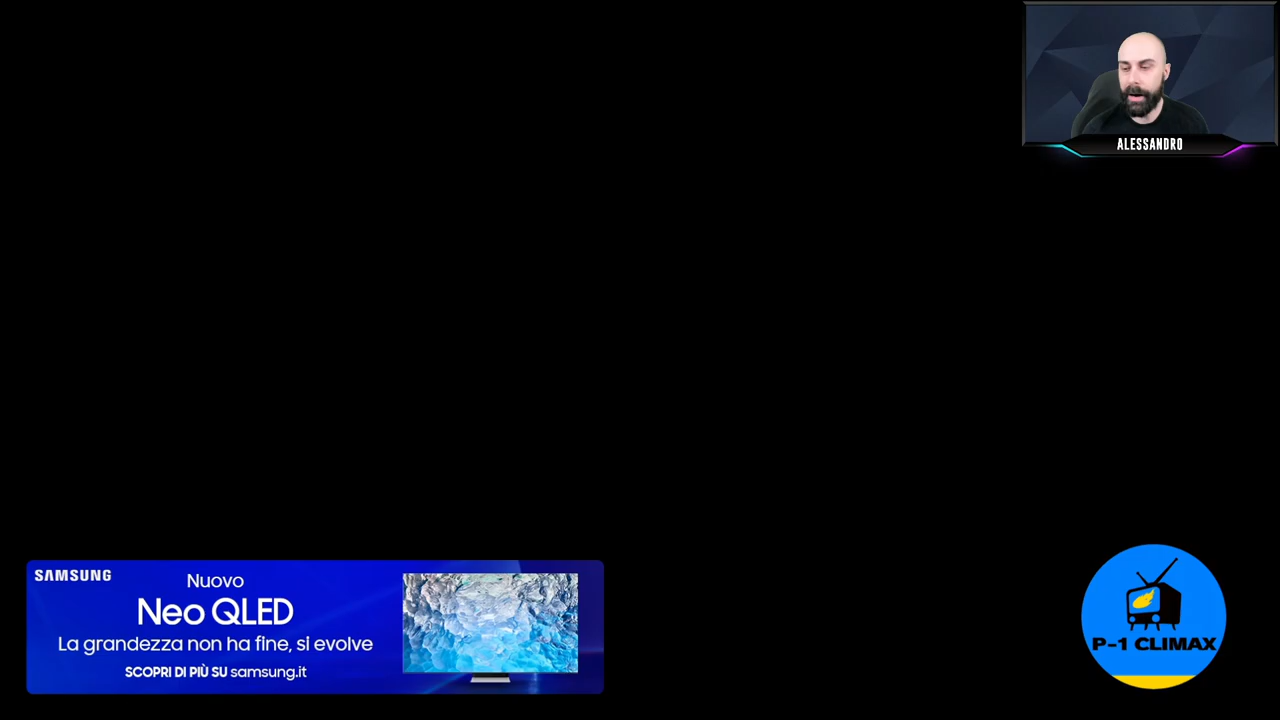 ALESSANDRO
SAMSUNG
Nuovo
Neo QLED
La grandezza non ha fine, si evolve
SCOPRI DI PIÙ SU samsung.it
P-1 CLIMAX